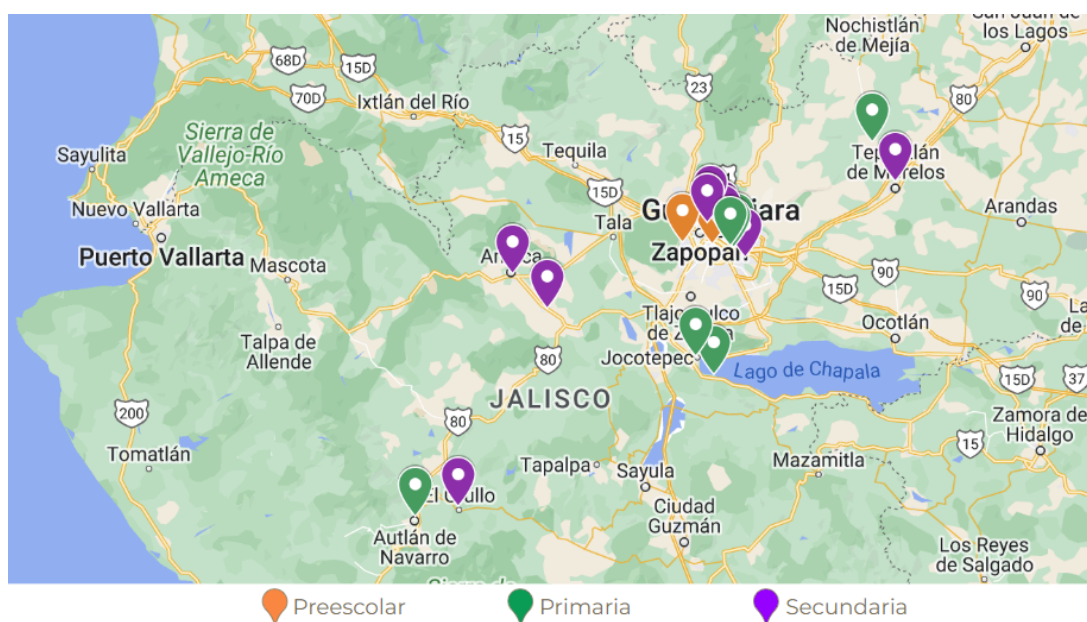 Nochistlán
de Mejía
San Juan de
los Lagos
68D
15D
23
80
70D
Ixtlán del Río
Sierra de
Vallejo-Río
Ameca
15
Sayulita
Tequila
de Morelos
15D
Nuevo Vallarta
Tala
Arandas
Puerto Vallarta
Zapopan
Mascota
90
15D
90
Ocotlán
Talpa de
Allende
80
Jocotepec
Lago de Chapala
15D
37
JALISCO
200
80
Zamora de
Hidalgo
15
Tomatlán
Tapalpa
Sayula
Mazamitla
Ciudad
Guzmán
Autlán de
Navarro
Los Reyes
de Salgado
Preescolar
Primaria
Secundaria